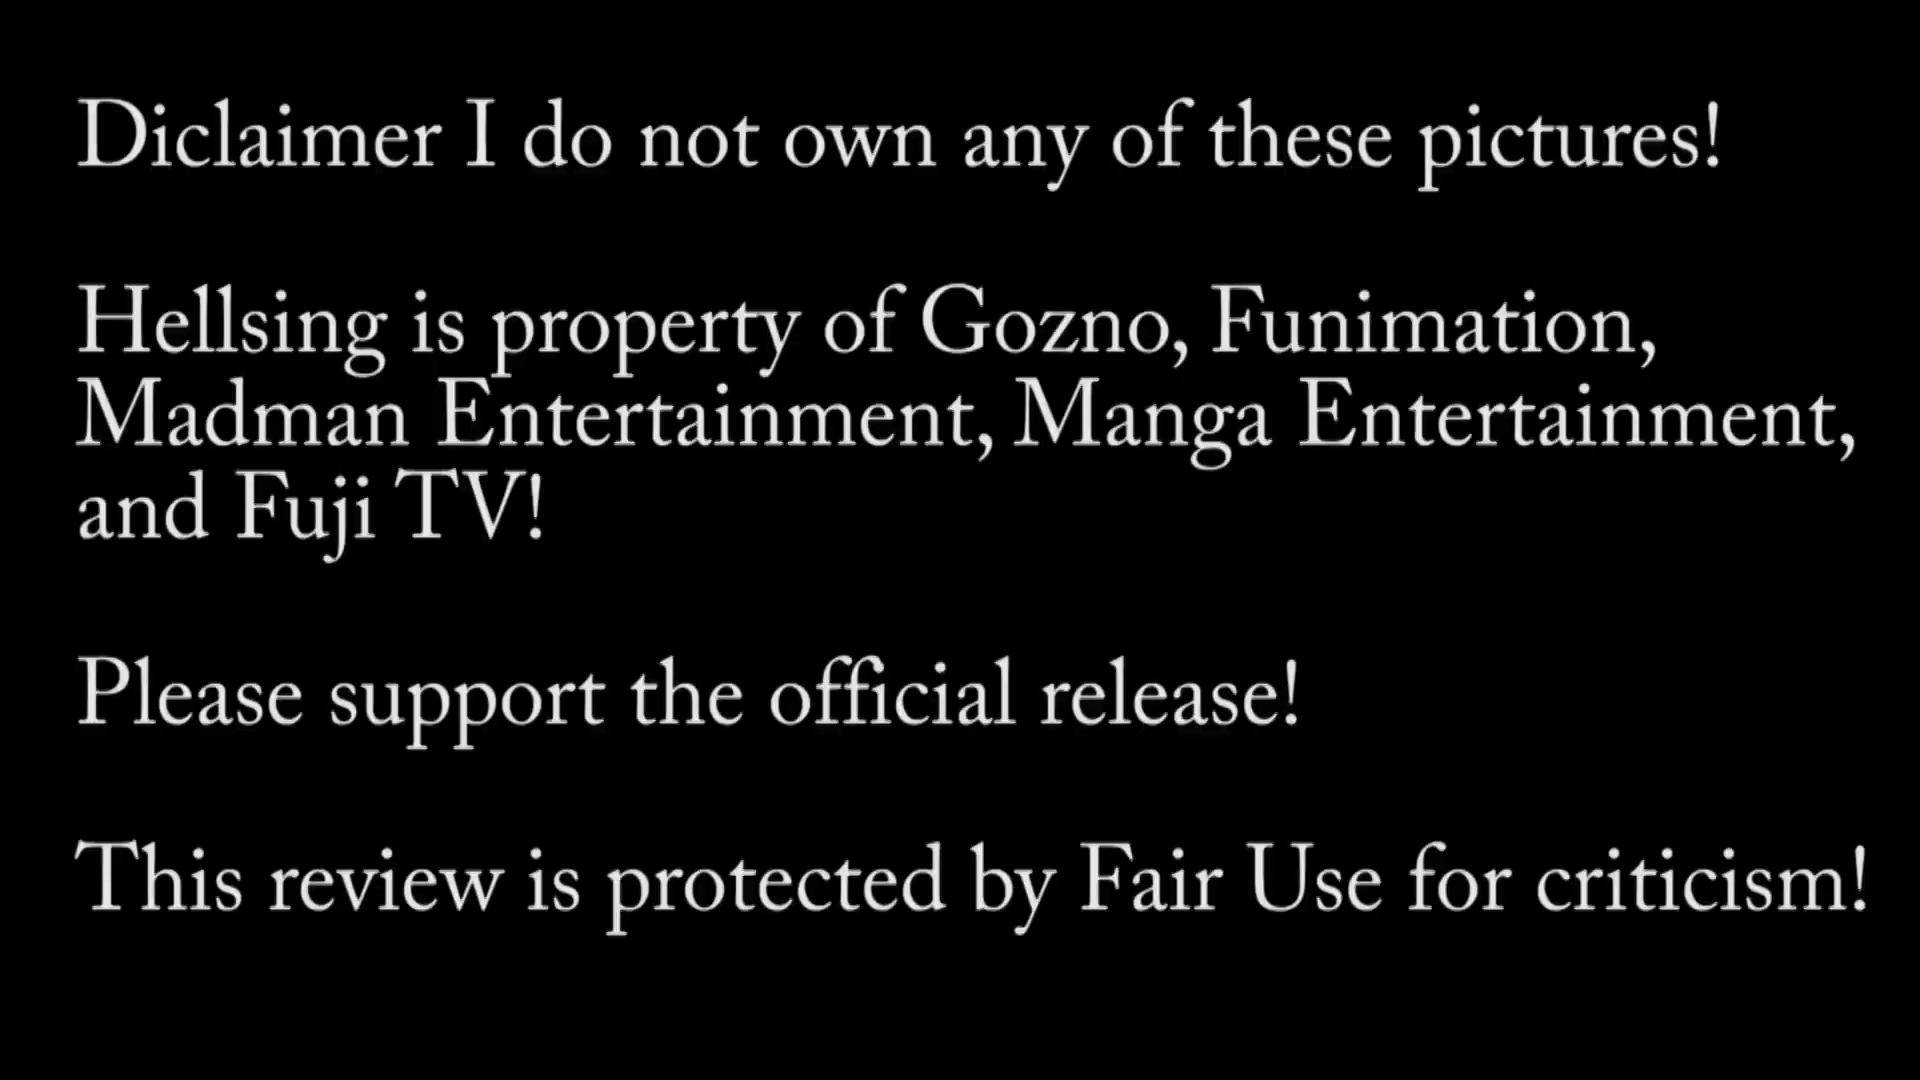 Diclaimer I do not own any of these pictures!
Hellsing is property of Gozno, Funimation,
Madman Entertainment, Manga Entertainment,
and Fuji TV!
Please support the official release!
This review is protected by Fair Use for criticism!